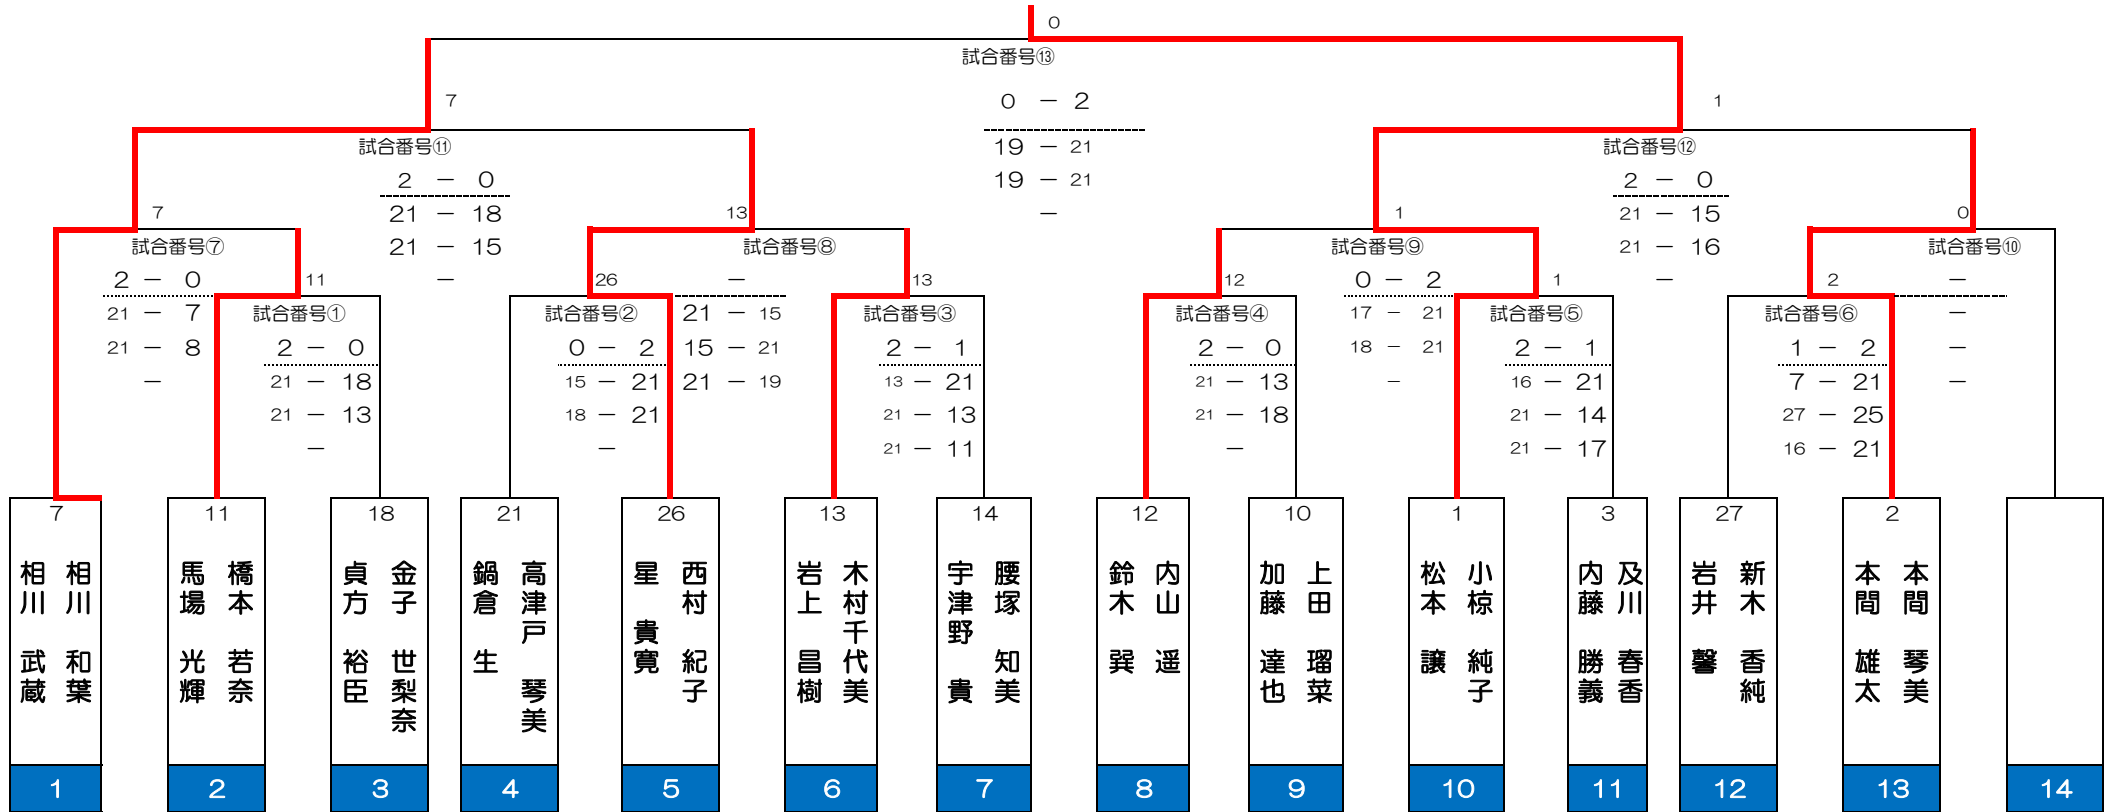 0
試合番号⑬
7
0 － 2
1
19 － 21
19 － 21
－
試合番号⑪
2 － 0
21 － 18
21 － 15
－
試合番号⑫
2 － 0
21 － 15
21 － 16
－
7
試合番号⑦
2 － 0
21 － 7
21 － 8
－
13
試合番号⑧
－
21 － 15
15 － 21
21 － 19
1
試合番号⑨
0 － 2
17 － 21
18 － 21
－
0
試合番号⑩
－
－
－
－
11
試合番号①
2 － 0
21 － 18
21 － 13
－
26
試合番号②
0 － 2
15 － 21
18 － 21
－
13
試合番号③
2 － 1
13 － 21
21 － 13
21 － 11
12
試合番号④
2 － 0
21 － 13
21 － 18
－
1
試合番号⑤
2 － 1
16 － 21
21 － 14
21 － 17
2
試合番号⑥
1 － 2
7 － 21
27 － 25
16 － 21
7
相川 武蔵
相川 和葉
1
11
馬場 光輝
橋本 若奈
2
18
貞方 裕臣
金子 世梨奈
3
21
鍋倉 生
高津戸 琴美
4
26
星 貴寛
西村 紀子
5
13
岩上 昌樹
木村千代美
6
14
宇津野 貴
腰塚 知美
7
12
鈴木 巽
内山 遥
8
10
加藤 達也
上田 瑠菜
9
1
松本 譲
小椋 純子
10
3
内藤 勝義
及川 春香
11
27
岩井 馨
新木 香純
12
2
本間 雄太
本間 琴美
13
14